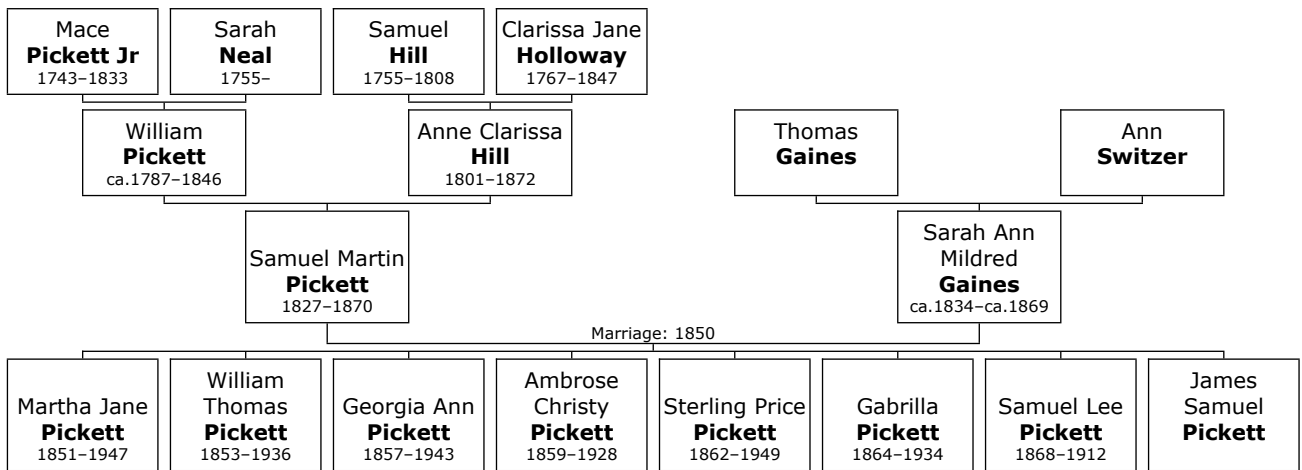 Mace
Pickett Jr
1743–1833
Sarah
Neal
1755–
Samuel
Hill
1755–1808
Clarissa Jane
Holloway
1767–1847
William
Pickett
ca.1787–1846
Anne Clarissa
Hill
1801–1872
Thomas
Gaines
Ann
Switzer
Samuel Martin
Pickett
1827–1870
Sarah Ann
Mildred
Gaines
ca.1834–ca.1869
Marriage: 1850
Martha Jane
Pickett
1851–1947
William
Thomas
Pickett
1853–1936
Georgia Ann
Pickett
1857–1943
Ambrose
Christy
Pickett
1859–1928
Sterling Price
Pickett
1862–1949
Gabrilla
Pickett
1864–1934
Samuel Lee
Pickett
1868–1912
James
Samuel
Pickett